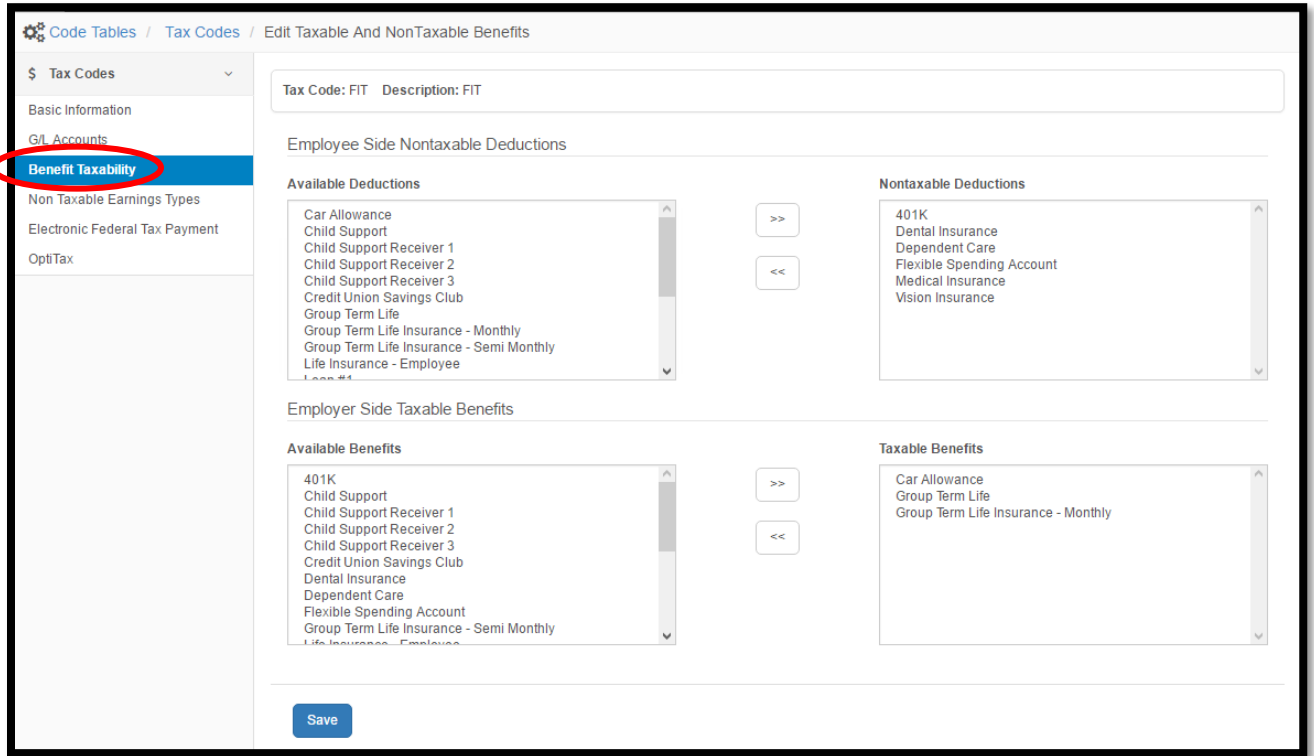 Code Tables / Tax Codes / Edit Taxable And NonTaxable Benefits
$ Tax Codes
Basic Information
G/L Accounts
Benefit Taxability
Non Taxable Earnings Types
Electronic Federal Tax Payment
OptiTax
Tax Code: FIT Description: FIT
Employee Side Nontaxable Deductions
Available Deductions
Car Allowance
Child Support
Child Support Receiver 1
Child Support Receiver 2
Child Support Receiver 3
Credit Union Savings Club
Group Term Life
Group Term Life Insurance - Monthly
Group Term Life Insurance - Semi Monthly
Life Insurance - Employee
Loan #1
>>
<<
Nontaxable Deductions
401K
Dental Insurance
Dependent Care
Flexible Spending Account
Medical Insurance
Vision Insurance
Employer Side Taxable Benefits
Available Benefits
401K
Child Support
Child Support Receiver 1
Child Support Receiver 2
Child Support Receiver 3
Credit Union Savings Club
Dental Insurance
Dependent Care
Flexible Spending Account
Group Term Life Insurance - Semi Monthly
Life Insurance - Employee
>>
<<
Taxable Benefits
Car Allowance
Group Term Life
Group Term Life Insurance - Monthly
Save